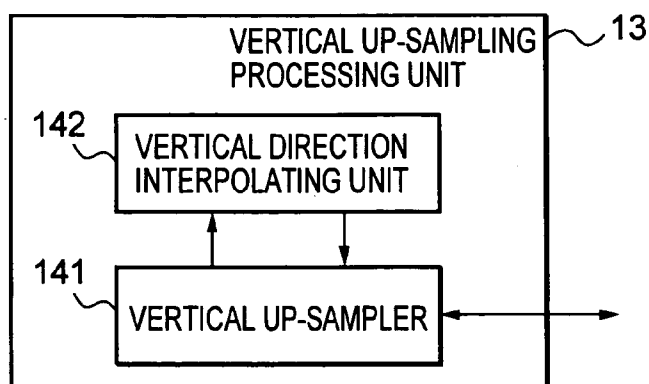 VERTICAL UP-SAMPLING
PROCESSING UNIT
13
142
VERTICAL DIRECTION
INTERPOLATING UNIT
141
VERTICAL UP-SAMPLER